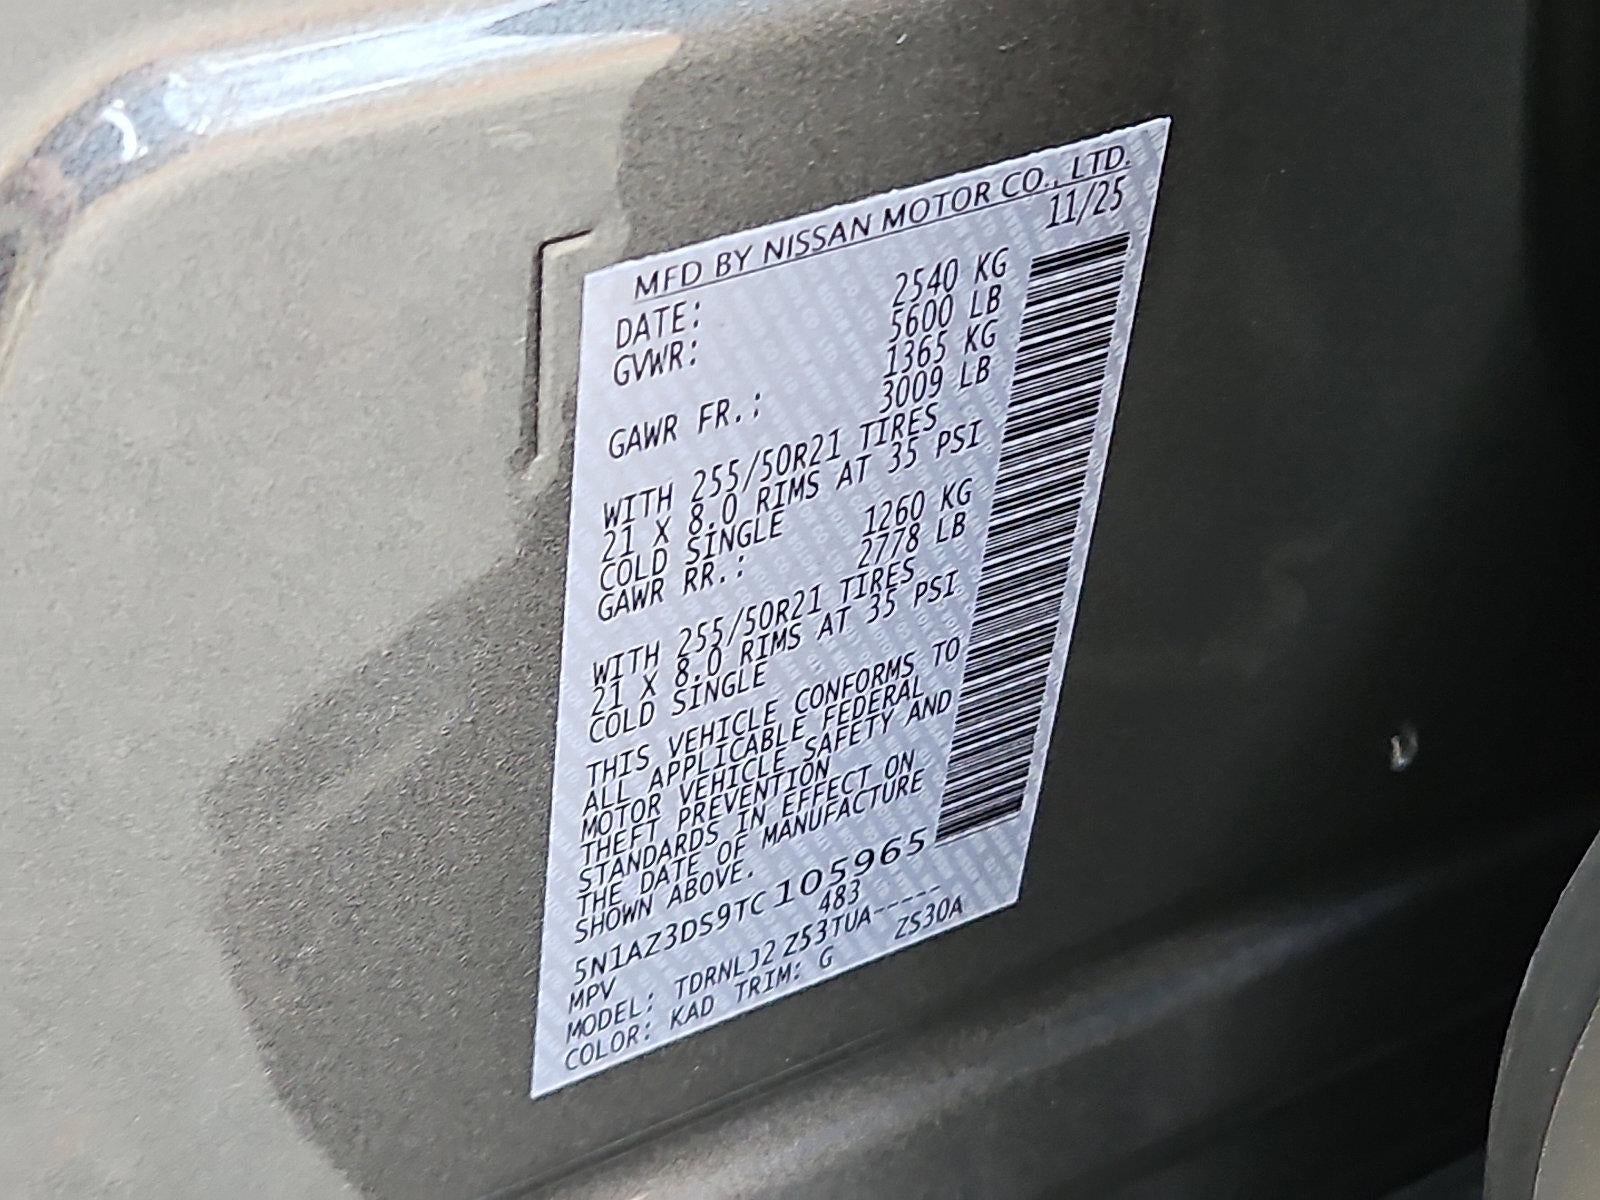 MFD BY NISSAN MOTOR CO., LTD.
DATE: 11/25
GVWR: 2540 KG
5600 LB
GAWR FR.: 1365 KG
3009 LB
WITH 255/50R21 TIRES
21 X 8.0 RIMS AT 35 PSI
COLD SINGLE
GAWR RR.: 1260 KG
2778 LB
WITH 255/50R21 TIRES
21 X 8.0 RIMS AT 35 PSI
COLD SINGLE
THIS VEHICLE CONFORMS TO
ALL APPLICABLE FEDERAL
MOTOR VEHICLE SAFETY AND
THEFT PREVENTION
STANDARDS IN EFFECT ON
THE DATE OF MANUFACTURE
SHOWN ABOVE.
5N1AZ3DS9TC105965
MPV 483
MODEL: TDRNLJ2 Z53TUA-----
COLOR: KAD TRIM: G ZS30A